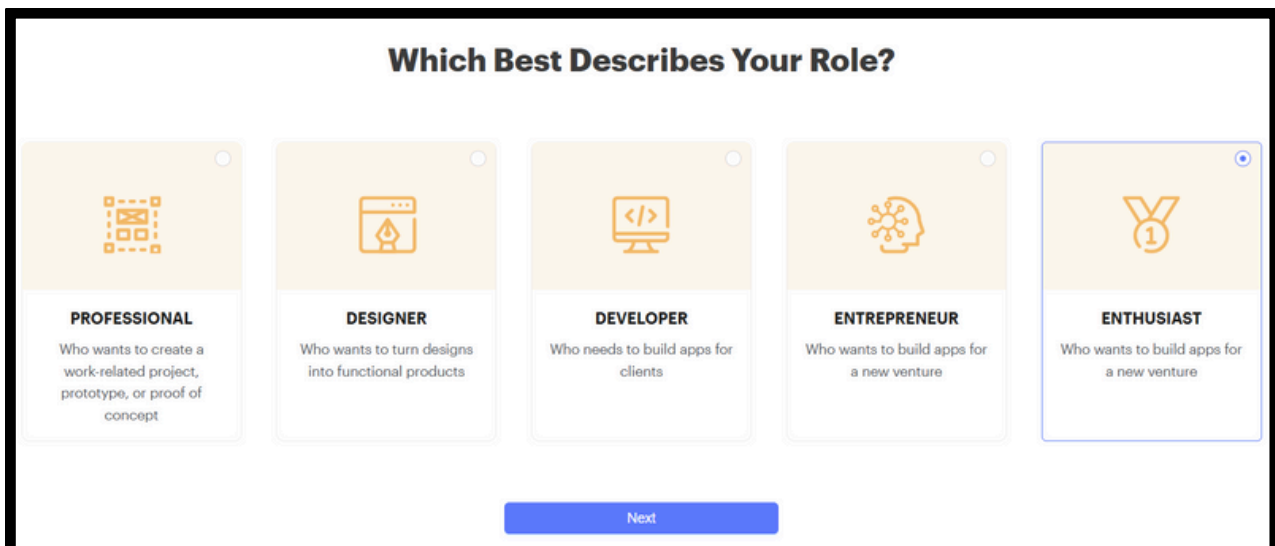 Which Best Describes Your Role?
PROFESSIONAL
Who wants to create a
work-related project,
prototype, or proof of
concept
DESIGNER
Who wants to turn designs
into functional products
</>
DEVELOPER
Who needs to build apps for
clients
ENTREPRENEUR
Who wants to build apps for
a new venture
1
ENTHUSIAST
Who wants to build apps for
a new venture
Next